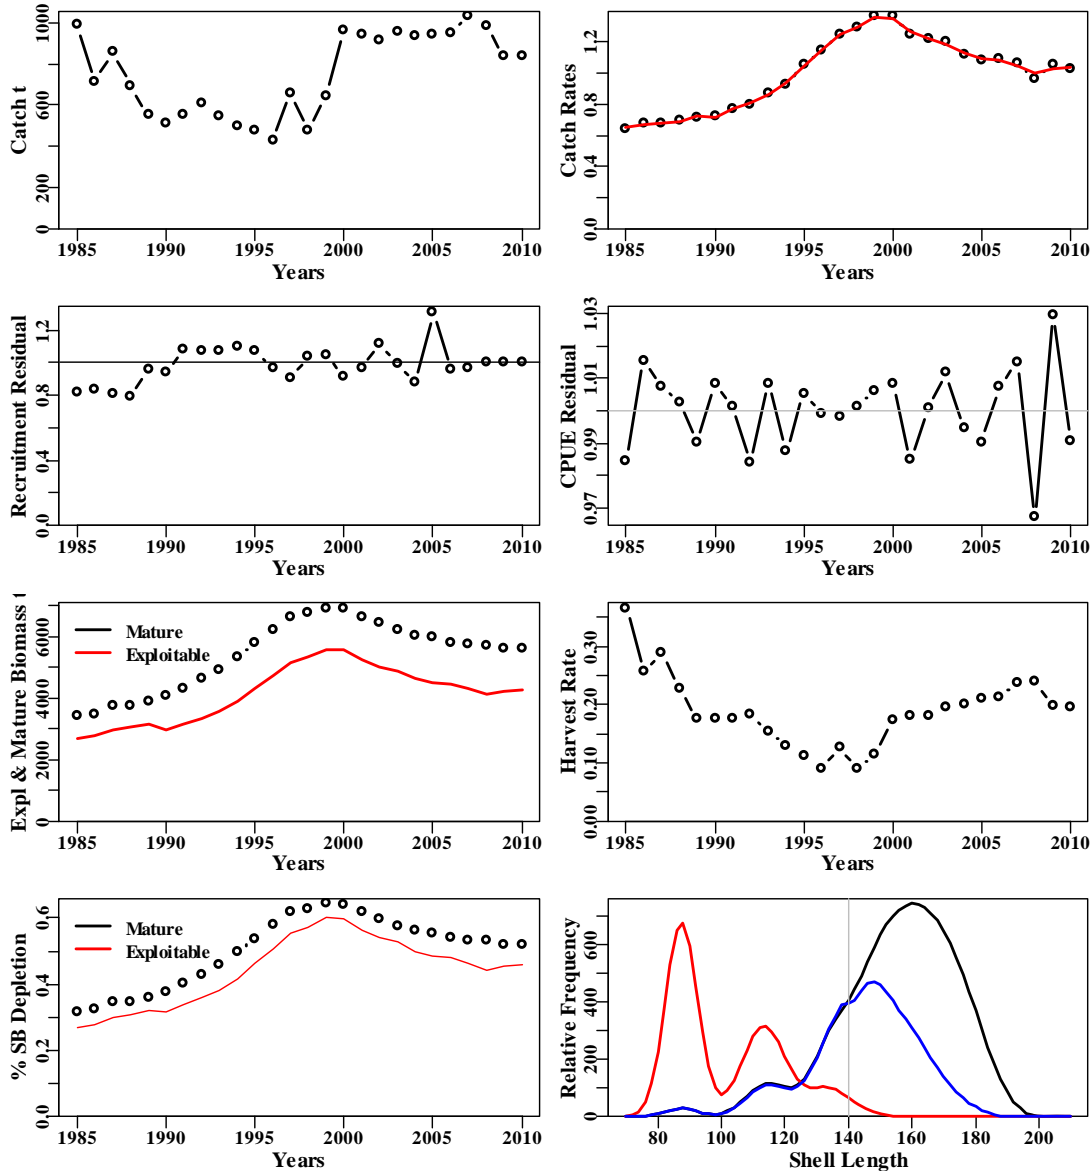 Catch t
0 200 600 1000
1985 1990 1995 2000 2005 2010
Years
Catch Rates
0.0 0.4 0.8 1.2
1985 1990 1995 2000 2005 2010
Years
Recruitment Residual
0.0 0.4 0.8 1.2
1985 1990 1995 2000 2005 2010
Years
CPUE Residual
0.97 0.99 1.01 1.03
1985 1990 1995 2000 2005 2010
Years
Expl & Mature Biomass t
0 2000 4000 6000
Mature
Exploitable
1985 1990 1995 2000 2005 2010
Years
Harvest Rate
0.00 0.10 0.20 0.30
1985 1990 1995 2000 2005 2010
Years
% SB Depletion
0.0 0.2 0.4 0.6
Mature
Exploitable
1985 1990 1995 2000 2005 2010
Years
Relative Frequency
0 200 400 600
80 100 120 140 160 180 200
Shell Length